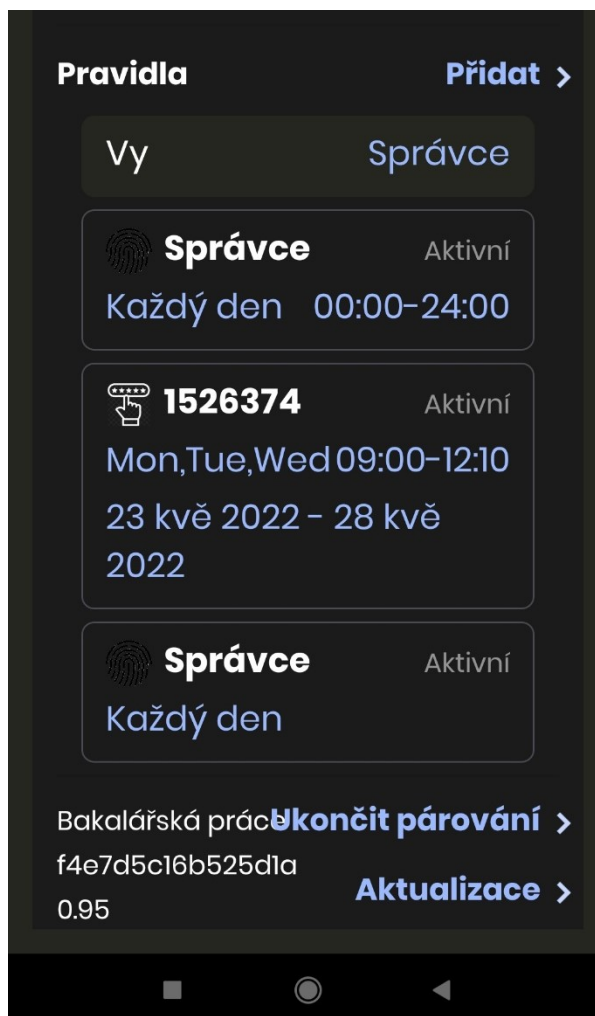 Pravidla Přidat >
Vy Správce
Správce Aktivní
Každý den 00:00-24:00
***** 1526374 Aktivní
Mon,Tue,Wed 09:00-12:10
23 kvě 2022 - 28 kvě
2022
Správce Aktivní
Každý den
Bakalářská práce Ukončit párování >
f4e7d5c16b525d1a
Aktualizace >
0.95